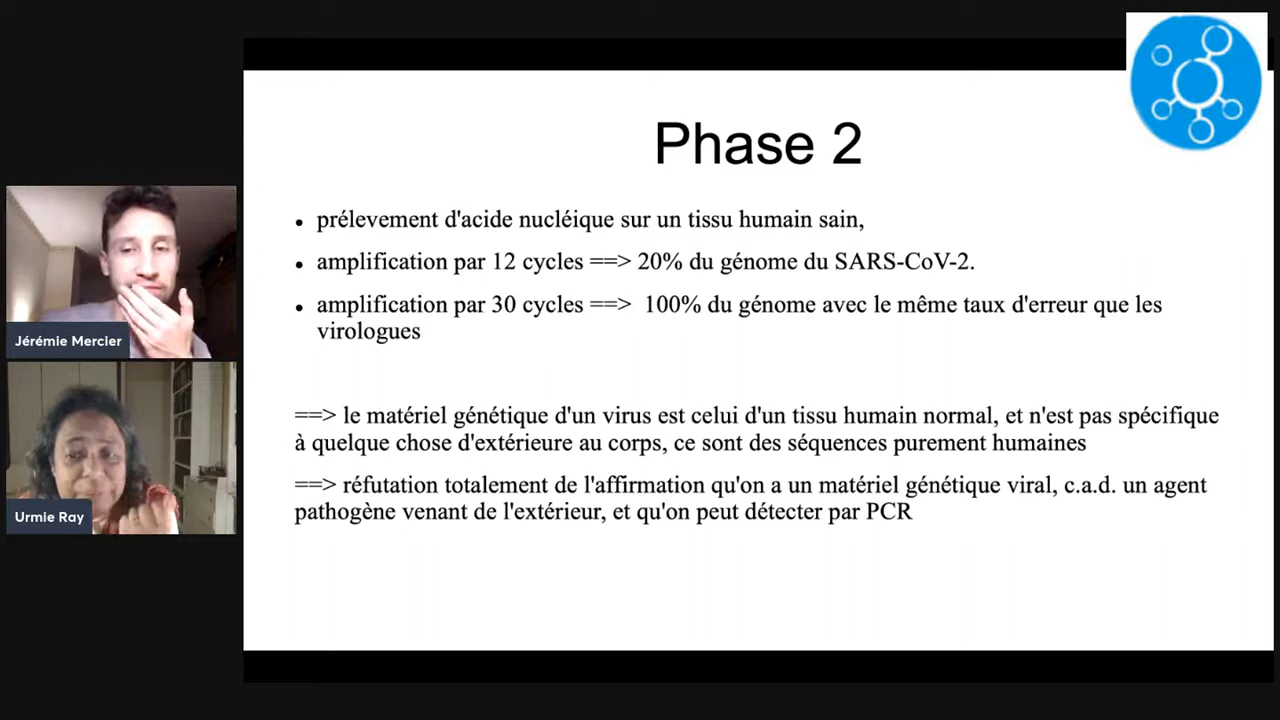 Phase 2
• prélevement d'acide nucléique sur un tissu humain sain,
• amplification par 12 cycles ==> 20% du génome du SARS-CoV-2.
• amplification par 30 cycles ==> 100% du génome avec le même taux d'erreur que les
virologues
==> le matériel génétique d'un virus est celui d'un tissu humain normal, et n'est pas spécifique
à quelque chose d'extérieure au corps, ce sont des séquences purement humaines
==> réfutation totalement de l'affirmation qu'on a un matériel génétique viral, c.a.d. un agent
pathogène venant de l'extérieur, et qu'on peut détecter par PCR
Jérémie Mercier
Urmie Ray